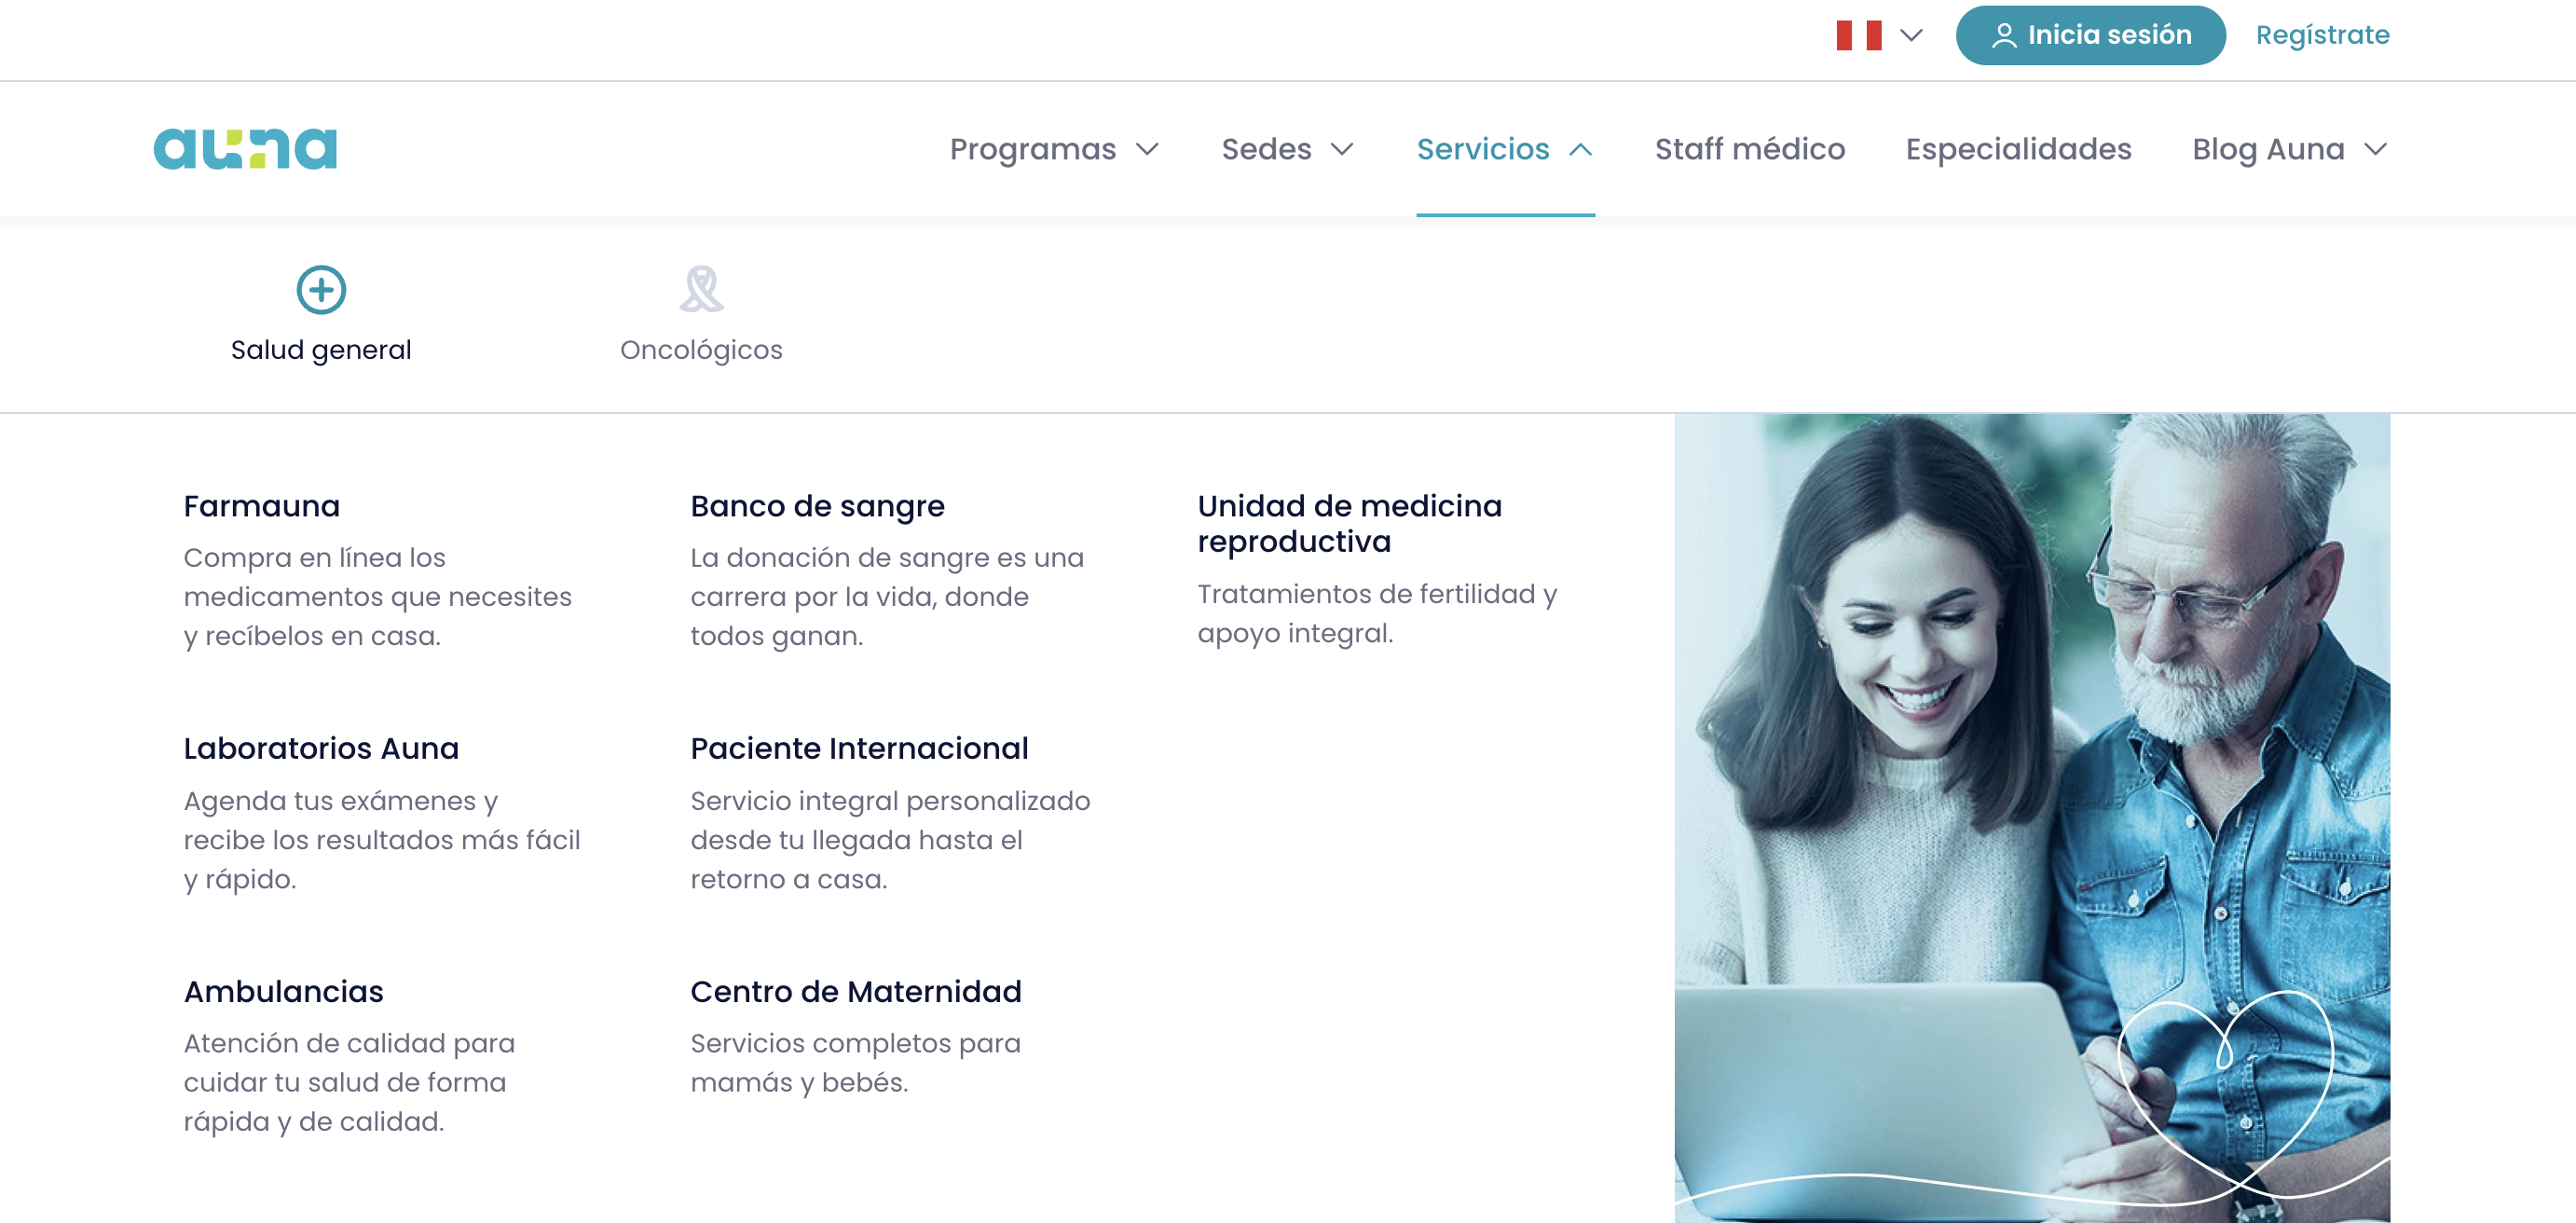 Inicia sesión
Regístrate
auna
Programas
Sedes
Servicios
Staff médico
Especialidades
Blog Auna
Salud general
Oncológicos
Farmauna
Compra en línea los
medicamentos que necesites
y recíbelos en casa.
Banco de sangre
La donación de sangre es una
carrera por la vida, donde
todos ganan.
Unidad de medicina
reproductiva
Tratamientos de fertilidad y
apoyo integral.
Laboratorios Auna
Agenda tus exámenes y
recibe los resultados más fácil
y rápido.
Paciente Internacional
Servicio integral personalizado
desde tu llegada hasta el
retorno a casa.
Ambulancias
Atención de calidad para
cuidar tu salud de forma
rápida y de calidad.
Centro de Maternidad
Servicios completos para
mamás y bebés.